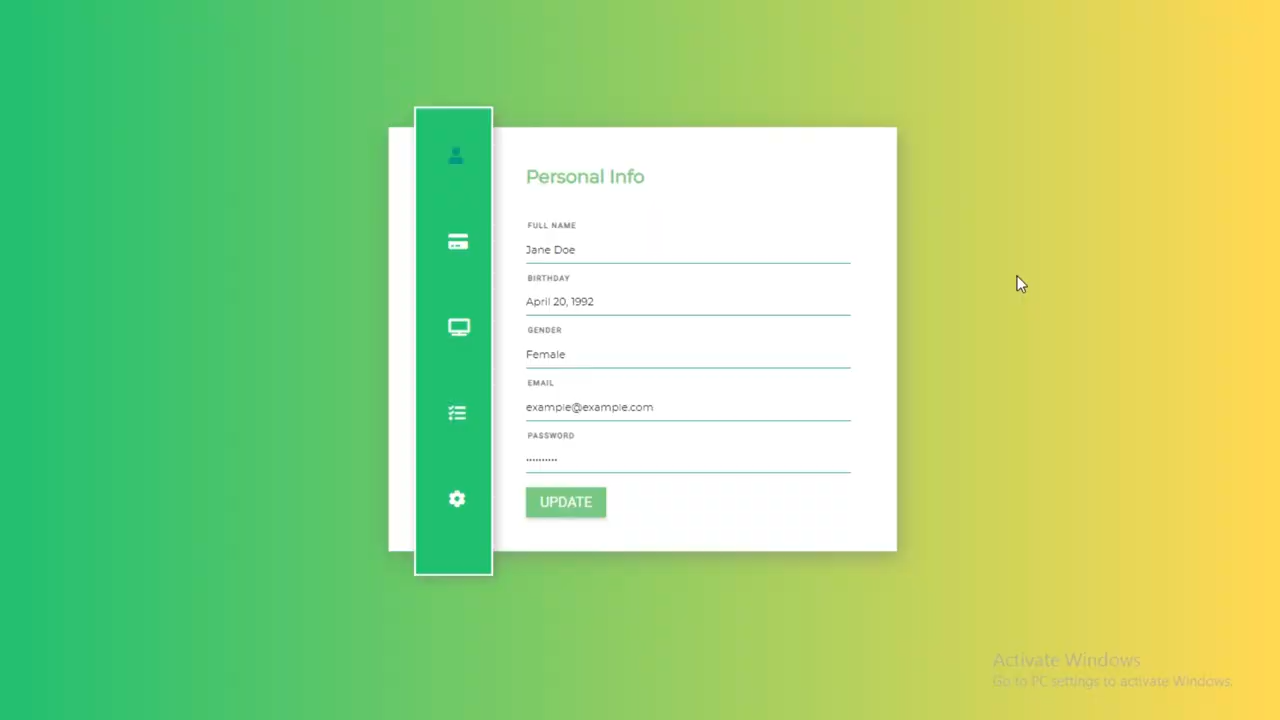 Personal Info
FULL NAME
Jane Doe
BIRTHDAY
April 20, 1992
GENDER
Female
EMAIL
example@example.com
PASSWORD
••••••••••
UPDATE
Activate Windows
Go to PC settings to activate Windows.